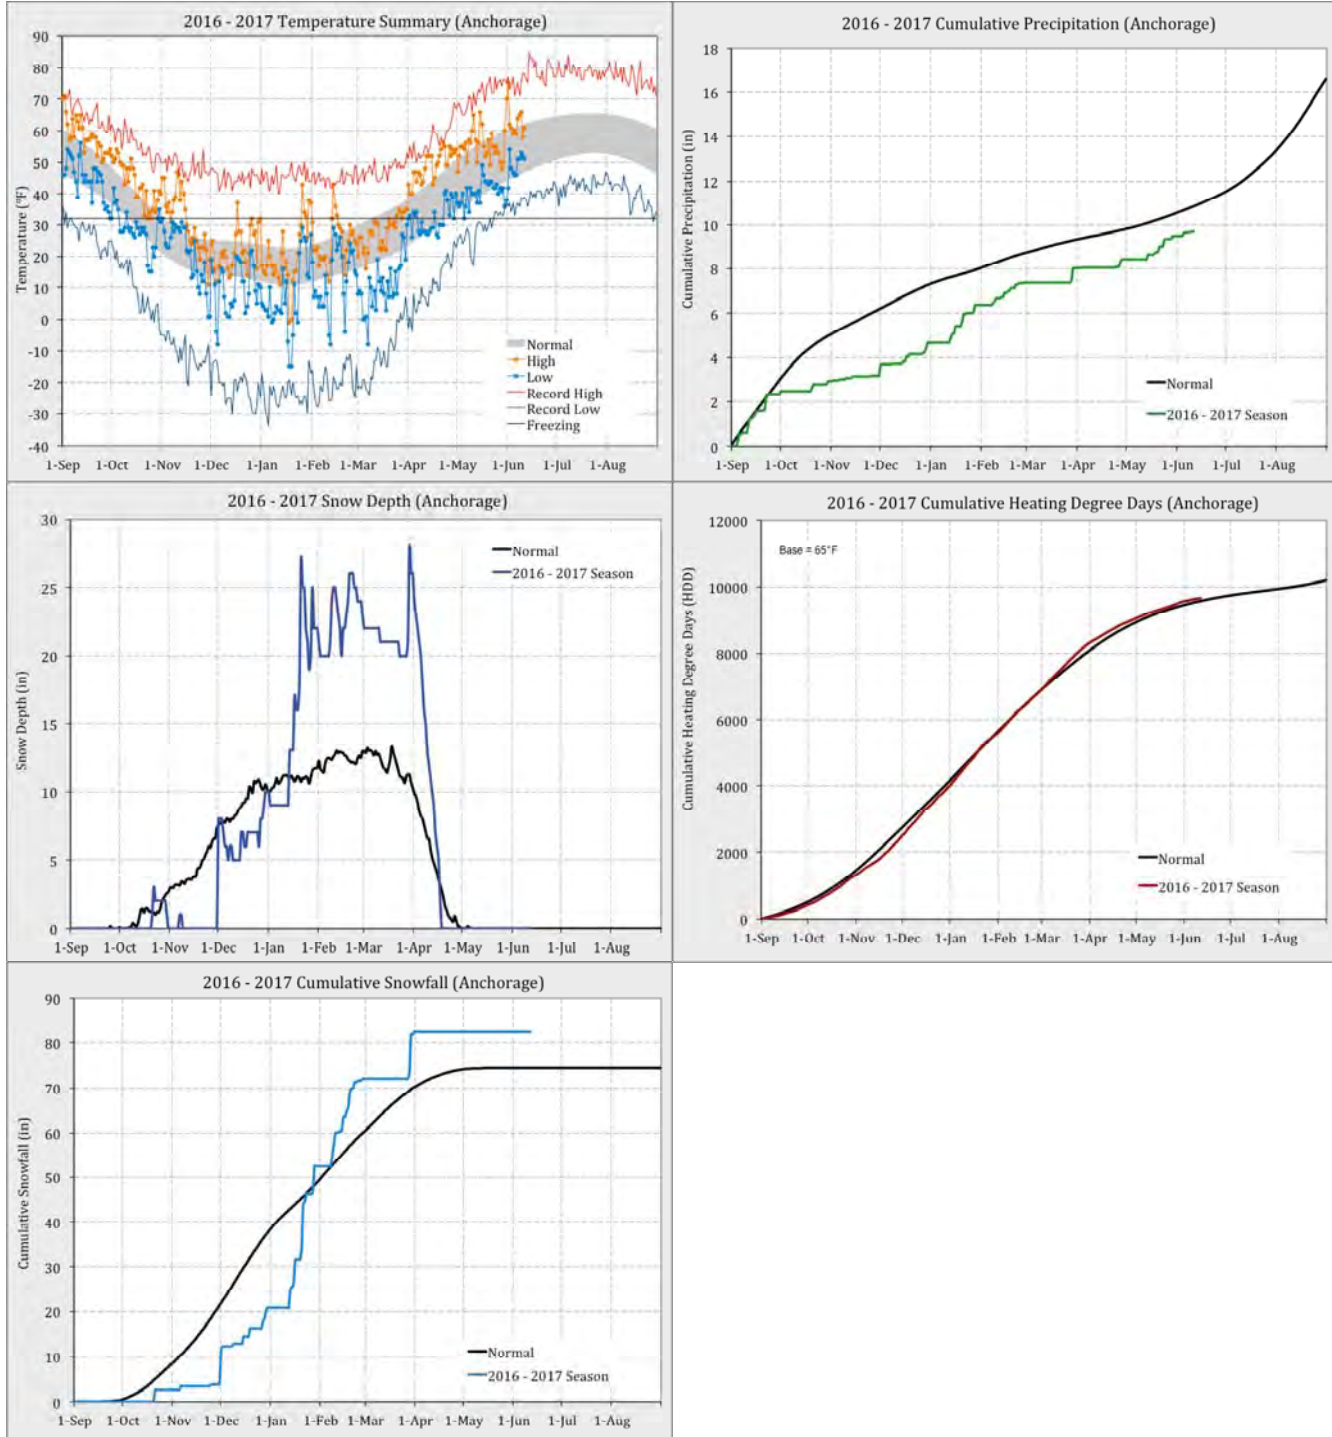 2016 - 2017 Temperature Summary (Anchorage)
Temperature (°F)
90
80
70
60
50
40
30
20
10
0
-10
-20
-30
-40
Normal
High
Low
Record High
Record Low
Freezing
1-Sep 1-Oct 1-Nov 1-Dec 1-Jan 1-Feb 1-Mar 1-Apr 1-May 1-Jun 1-Jul 1-Aug
2016 - 2017 Cumulative Precipitation (Anchorage)
Cumulative Precipitation (in)
18
16
14
12
10
8
6
4
2
0
Normal
2016 - 2017 Season
1-Sep 1-Oct 1-Nov 1-Dec 1-Jan 1-Feb 1-Mar 1-Apr 1-May 1-Jun 1-Jul 1-Aug
2016 - 2017 Snow Depth (Anchorage)
Snow Depth (in)
30
25
20
15
10
5
0
Normal
2016 - 2017 Season
1-Sep 1-Oct 1-Nov 1-Dec 1-Jan 1-Feb 1-Mar 1-Apr 1-May 1-Jun 1-Jul 1-Aug
2016 - 2017 Cumulative Heating Degree Days (Anchorage)
Cumulative Heating Degree Days (HDD)
12000
10000
8000
6000
4000
2000
0
Base = 65°F
Normal
2016 - 2017 Season
1-Sep 1-Oct 1-Nov 1-Dec 1-Jan 1-Feb 1-Mar 1-Apr 1-May 1-Jun 1-Jul 1-Aug
2016 - 2017 Cumulative Snowfall (Anchorage)
Cumulative Snowfall (in)
90
80
70
60
50
40
30
20
10
0
Normal
2016 - 2017 Season
1-Sep 1-Oct 1-Nov 1-Dec 1-Jan 1-Feb 1-Mar 1-Apr 1-May 1-Jun 1-Jul 1-Aug